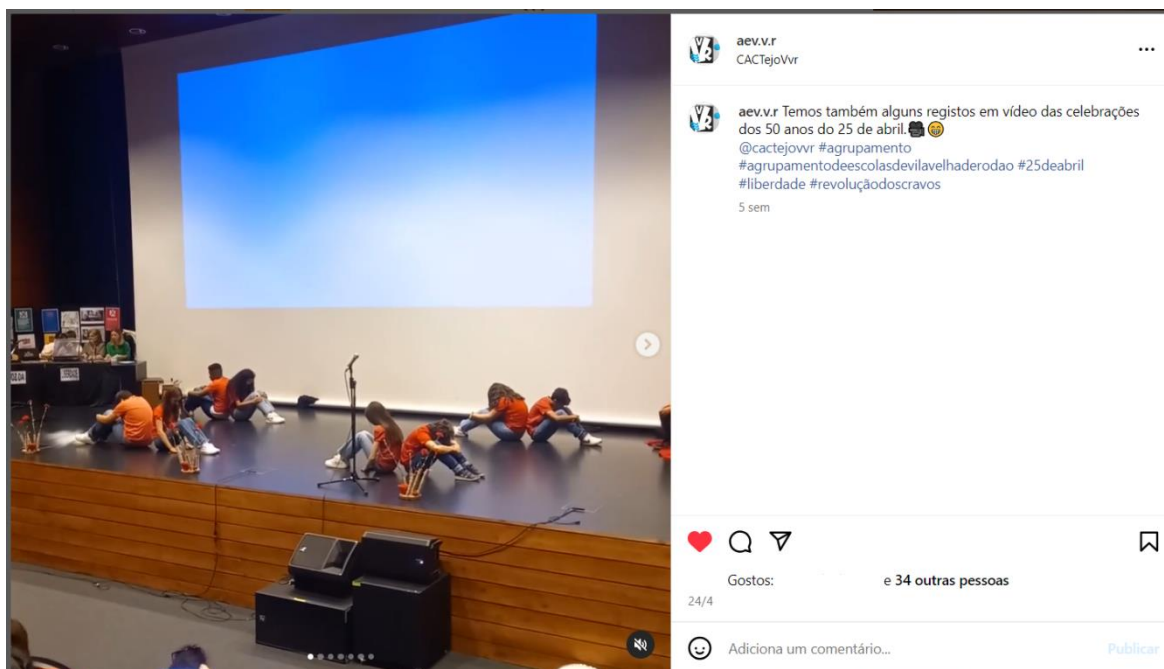 aev.v.r
CACTejoVvr
aev.v.r Temos também alguns registos em vídeo das celebrações
dos 50 anos do 25 de abril.
@cactejovvr #agrupamento
#agrupamentodeescolasdevilavelhaderodao #25deabril
#liberdade #revoluçãodoscravos
5 sem
Gostos: e 34 outras pessoas
24/4
Adiciona um comentário...
Publicar